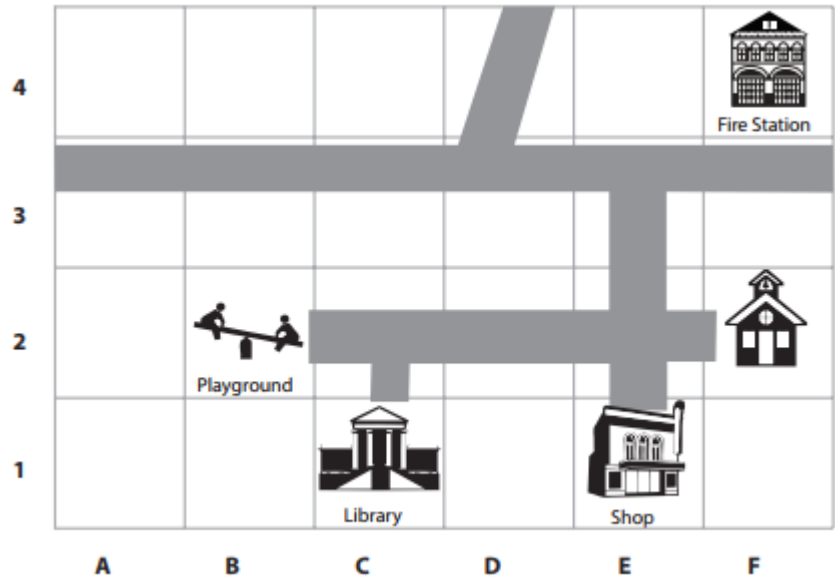 4
Fire Station
3
2
Playground
1
Library
Shop
A B C D E F